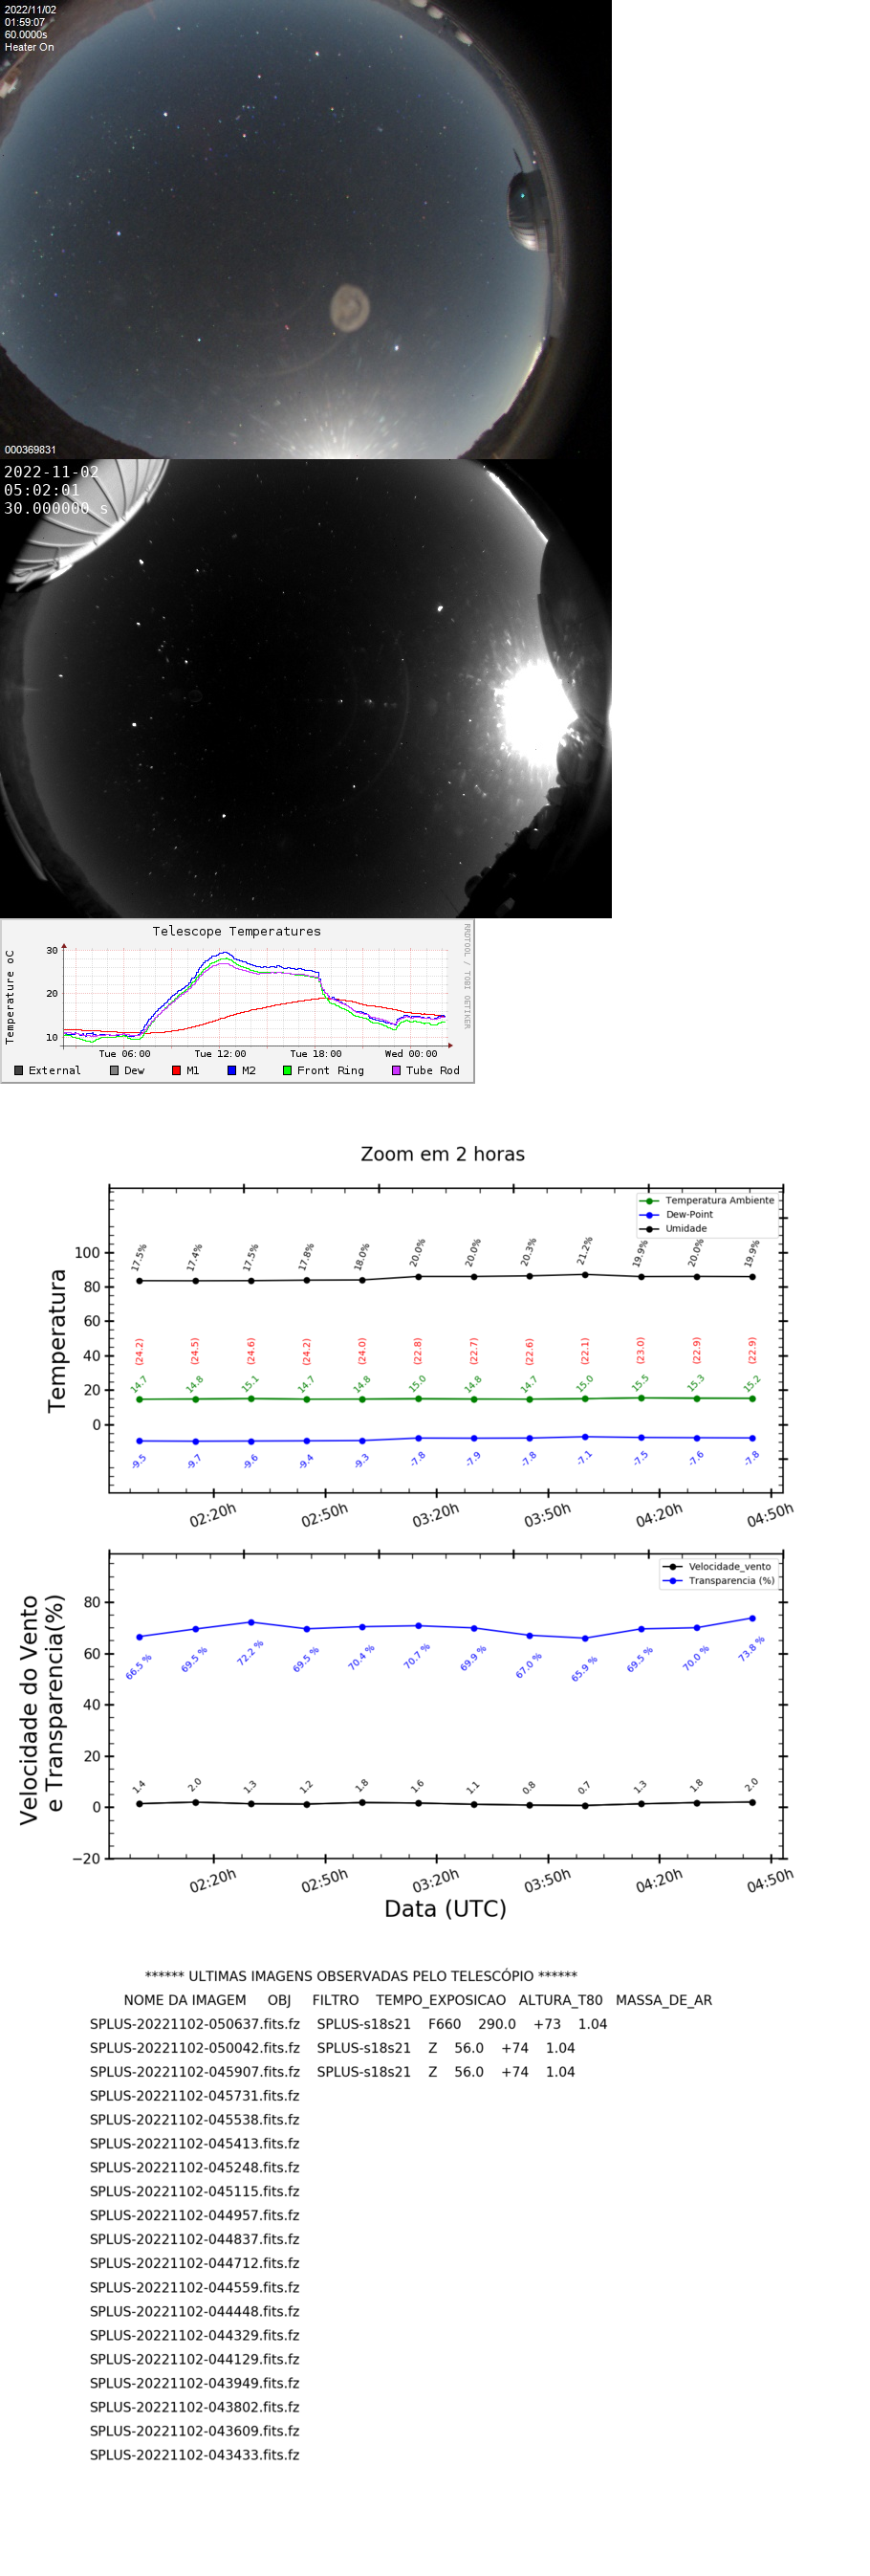 2022/11/02
01:59:07
60.0000s
Heater On
000369831
2022-11-02
05:02:01
30.000000 s
Telescope Temperatures
RRDTOOL / TOBI OETIKER
Temperature oC
30
20
10
Tue 06:00 Tue 12:00 Tue 18:00 Wed 00:00
External Dew M1 M2 Front Ring Tube Rod
Zoom em 2 horas
Temperatura Ambiente
Dew-Point
Umidade
Temperatura
100
80
60
40
20
0
17.5% 17.4% 17.5% 17.8% 18.0% 20.0% 20.0% 20.3% 21.2% 19.9% 20.0% 19.9%
(24.2) (24.5) (24.6) (24.2) (24.0) (22.8) (22.7) (22.6) (22.1) (23.0) (22.9) (22.9)
14.7 14.8 15.1 14.7 14.8 15.0 14.8 14.7 15.0 15.5 15.3 15.2
-9.5 -9.7 -9.6 -9.4 -9.3 -7.8 -7.9 -7.8 -7.1 -7.5 -7.6 -7.8
02:20h 02:50h 03:20h 03:50h 04:20h 04:50h
Velocidade_vento
Transparencia (%)
Velocidade do Vento
e Transparencia(%)
80
60
40
20
0
−20
66.5 % 69.5 % 72.2 % 69.5 % 70.4 % 70.7 % 69.9 % 67.0 % 65.9 % 69.5 % 70.0 % 73.8 %
1.4 2.0 1.3 1.2 1.8 1.6 1.1 0.8 0.7 1.3 1.8 2.0
02:20h 02:50h 03:20h 03:50h 04:20h 04:50h
Data (UTC)
****** ULTIMAS IMAGENS OBSERVADAS PELO TELESCÓPIO ******
NOME DA IMAGEM OBJ FILTRO TEMPO_EXPOSICAO ALTURA_T80 MASSA_DE_AR
SPLUS-20221102-050637.fits.fz SPLUS-s18s21 F660 290.0 +73 1.04
SPLUS-20221102-050042.fits.fz SPLUS-s18s21 Z 56.0 +74 1.04
SPLUS-20221102-045907.fits.fz SPLUS-s18s21 Z 56.0 +74 1.04
SPLUS-20221102-045731.fits.fz
SPLUS-20221102-045538.fits.fz
SPLUS-20221102-045413.fits.fz
SPLUS-20221102-045248.fits.fz
SPLUS-20221102-045115.fits.fz
SPLUS-20221102-044957.fits.fz
SPLUS-20221102-044837.fits.fz
SPLUS-20221102-044712.fits.fz
SPLUS-20221102-044559.fits.fz
SPLUS-20221102-044448.fits.fz
SPLUS-20221102-044329.fits.fz
SPLUS-20221102-044129.fits.fz
SPLUS-20221102-043949.fits.fz
SPLUS-20221102-043802.fits.fz
SPLUS-20221102-043609.fits.fz
SPLUS-20221102-043433.fits.fz